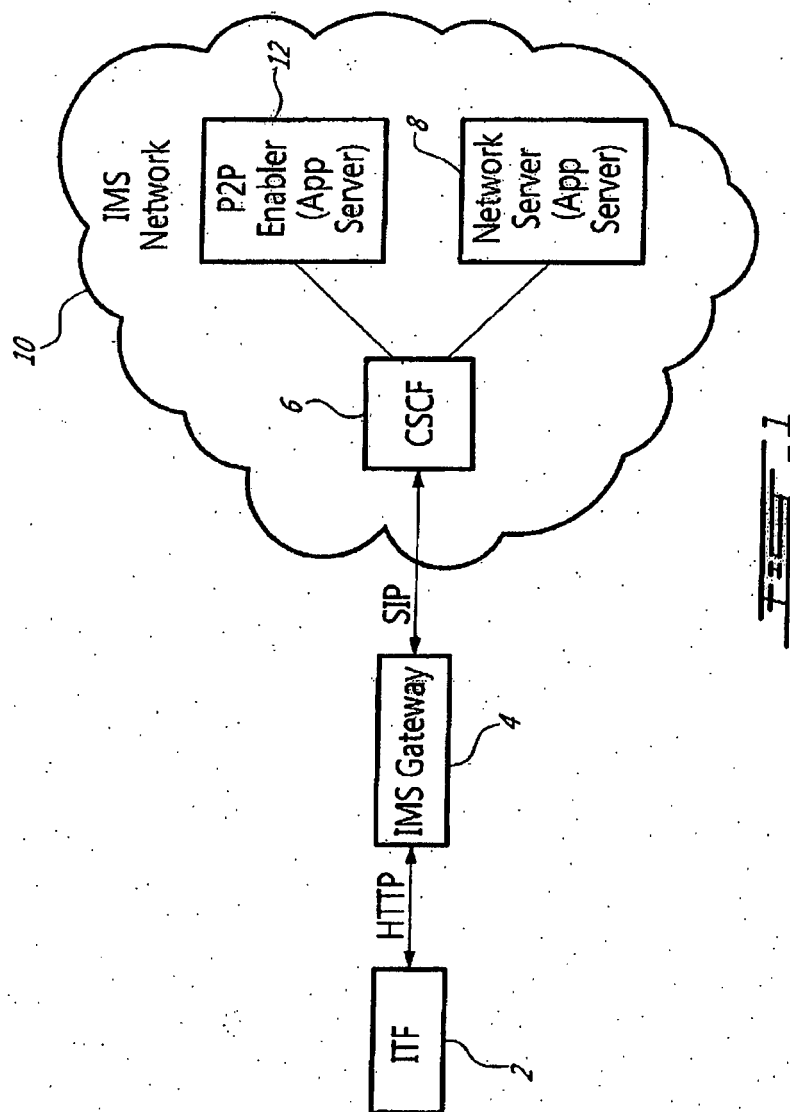 10
IMS
Network
P2P
Enabler
(App
Server)
12
6
CSCF
Network
Server
(App
Server)
8
ITF
2
HTTP
IMS Gateway
4
SIP